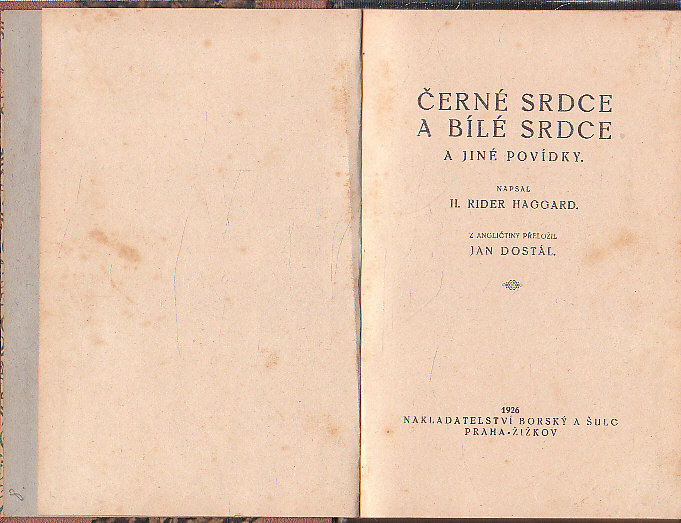 ČERNÉ SRDCE
A BÍLÉ SRDCE
A JINÉ POVÍDKY.
NAPSAL
H. RIDER HAGGARD.
Z ANGLIČTINY PŘELOŽIL
JAN DOSTÁL.
1926
NAKLADATELSTVÍ BORSKÝ A ŠULC
PRAHA-ŽIŽKOV
8.